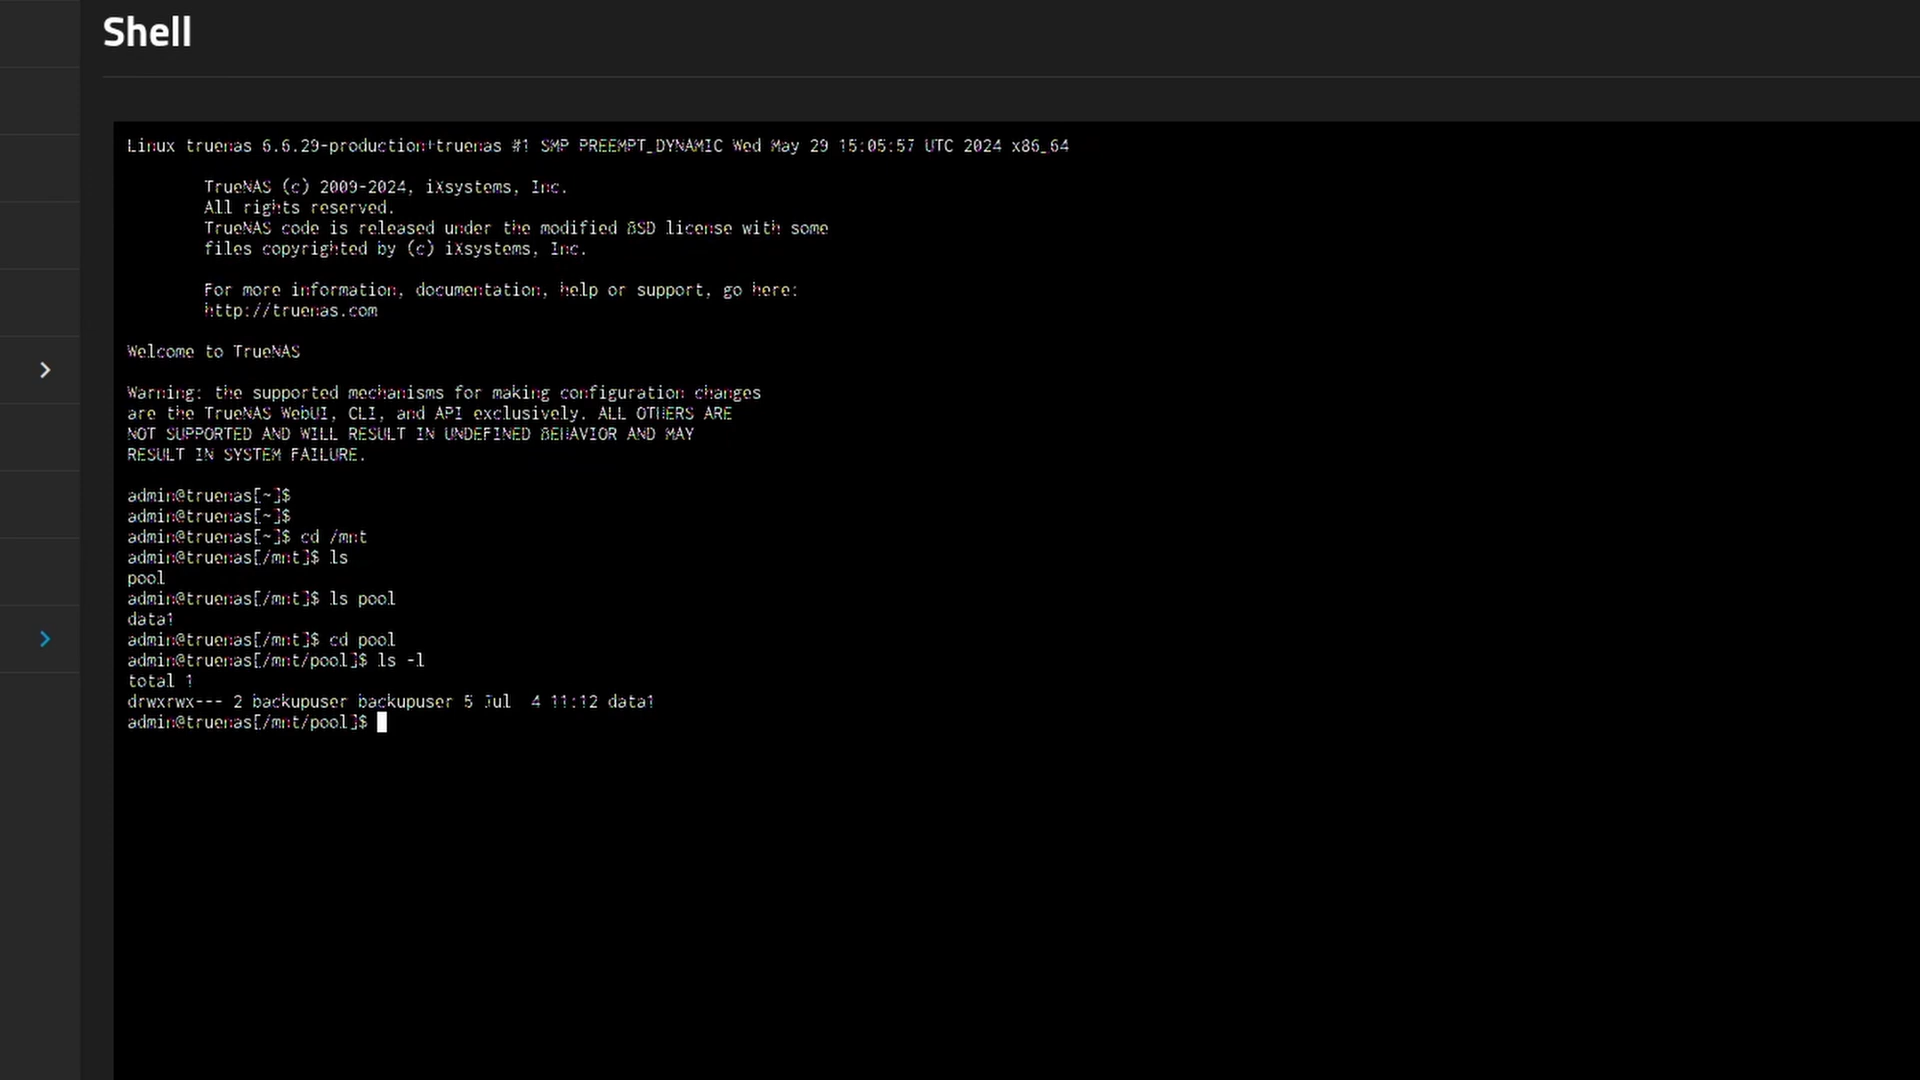 Shell
Linux truenas 6.6.29-production+truenas #1 SMP PREEMPT_DYNAMIC Wed May 29 15:05:57 UTC 2024 x86_64
TrueNAS (c) 2009-2024, iXsystems, Inc.
All rights reserved.
TrueNAS code is released under the modified BSD license with some
files copyrighted by (c) iXsystems, Inc.
For more information, documentation, help or support, go here:
http://truenas.com
Welcome to TrueNAS
Warning: the supported mechanisms for making configuration changes
are the TrueNAS WebUI, CLI, and API exclusively. ALL OTHERS ARE
NOT SUPPORTED AND WILL RESULT IN UNDEFINED BEHAVIOR AND MAY
RESULT IN SYSTEM FAILURE.
admin@truenas[~]$
admin@truenas[~]$
admin@truenas[~]$ cd /mnt
admin@truenas[/mnt]$ ls
pool
admin@truenas[/mnt]$ ls pool
data1
admin@truenas[/mnt]$ cd pool
admin@truenas[/mnt/pool]$ ls -l
total 1
drwxrwx--- 2 backupuser backupuser 5 Jul  4 11:12 data1
admin@truenas[/mnt/pool]$